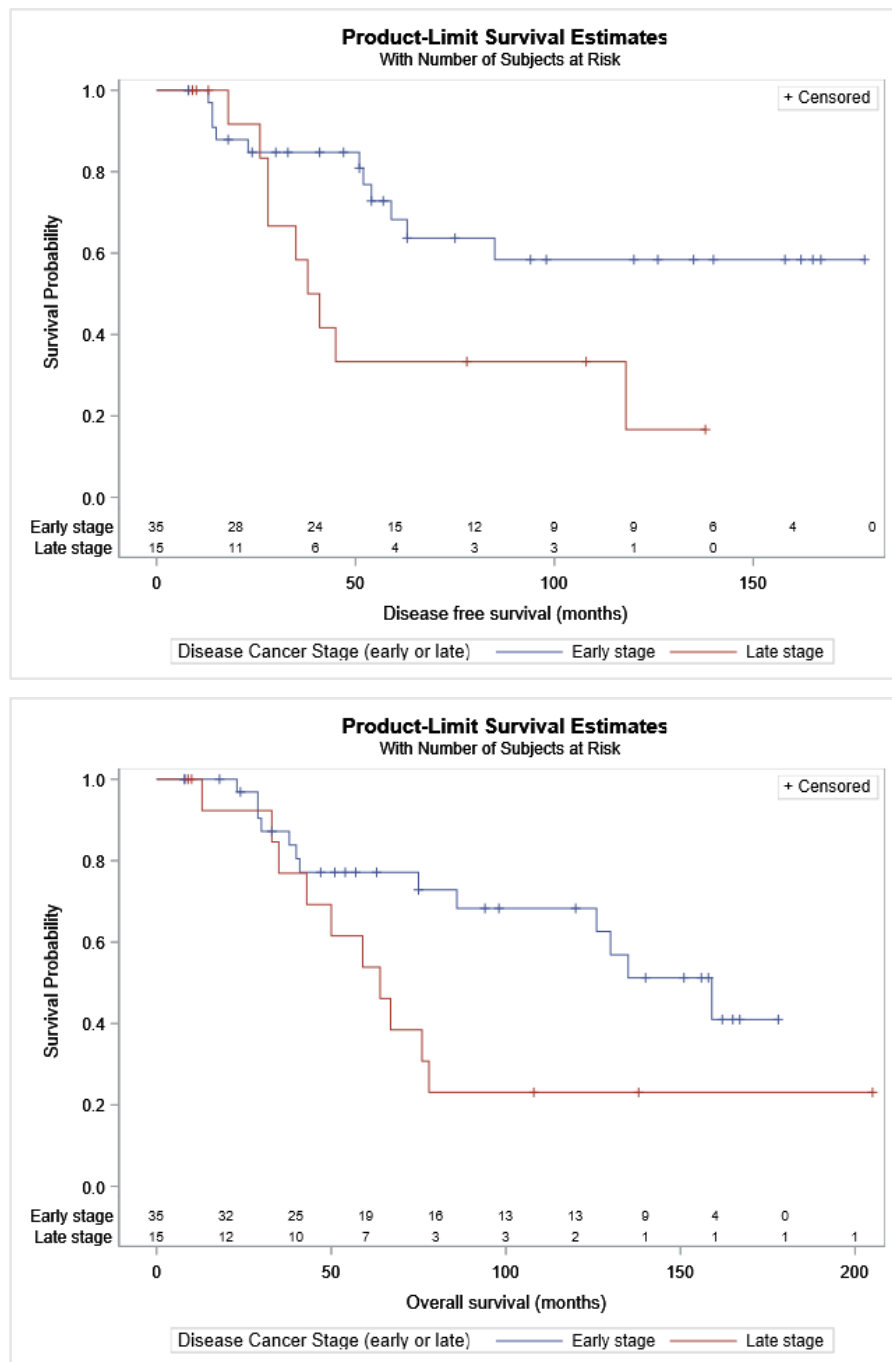 Product-Limit Survival Estimates
With Number of Subjects at Risk
+ Censored
Survival Probability
1.0
0.8
0.6
0.4
0.2
0.0
Early stage 35 28 24 15 12 9 9 6 4 0
Late stage 15 11 6 4 3 3 1 0
0 50 100 150
Disease free survival (months)
Disease Cancer Stage (early or late) Early stage Late stage
Product-Limit Survival Estimates
With Number of Subjects at Risk
+ Censored
Survival Probability
1.0
0.8
0.6
0.4
0.2
0.0
Early stage 35 32 25 19 16 13 13 9 4 0
Late stage 15 12 10 7 3 3 2 1 1 1 1
0 50 100 150 200
Overall survival (months)
Disease Cancer Stage (early or late) Early stage Late stage